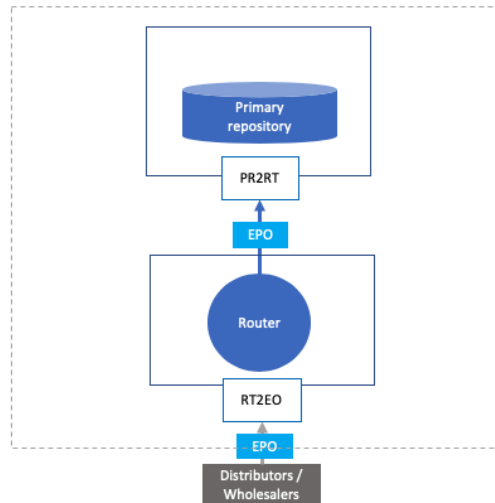 Primary
repository
PR2RT
EPO
Router
RT2EO
EPO
Distributors /
Wholesalers